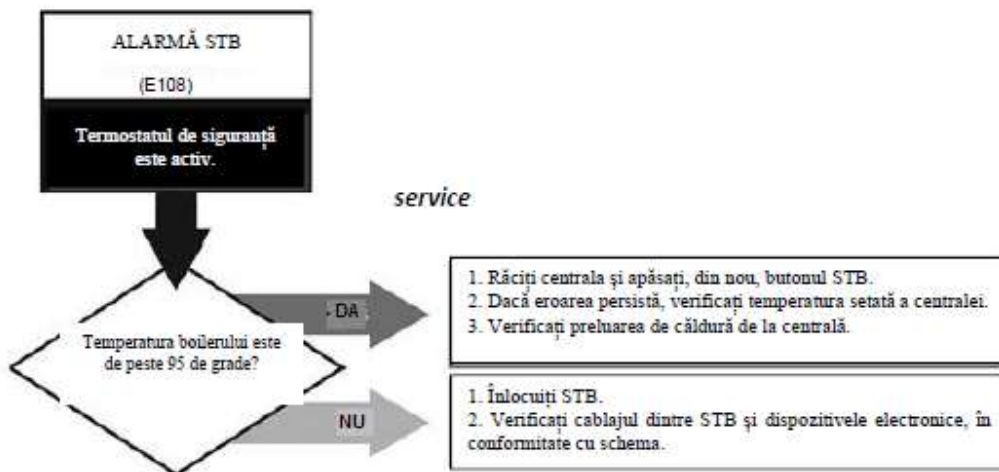 ALARMĂ STB
(E108)
Termostatul de siguranță
este activ.
service
DA
1. Răciți centrala și apăsați, din nou, butonul STB.
2. Dacă eroarea persistă, verificați temperatura setată a centralei.
3. Verificați preluarea de căldură de la centrală.
Temperatura boilerului este
de peste 95 de grade?
NU
1. Înlocuiți STB.
2. Verificați cablajul dintre STB și dispozitivele electronice, în
conformitate cu schema.